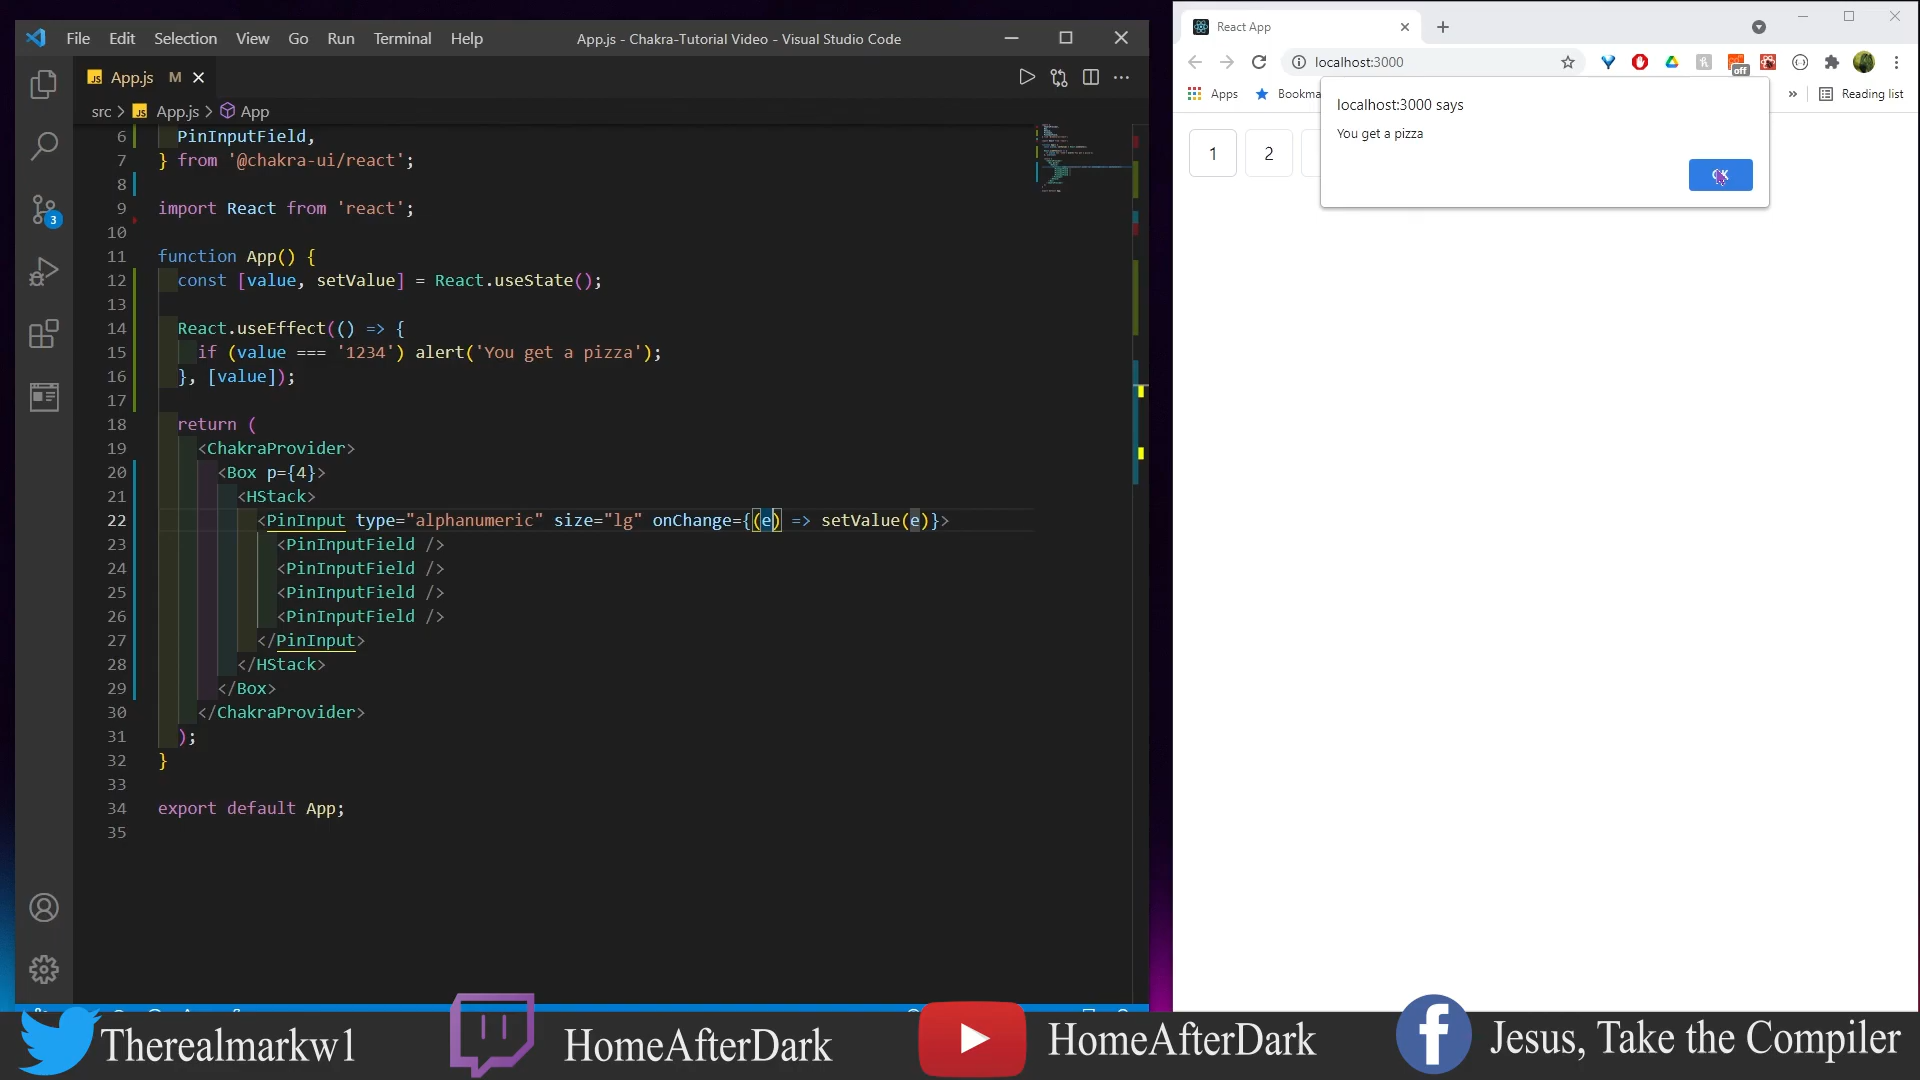 File Edit Selection View Go Run Terminal Help
App.js - Chakra-Tutorial Video - Visual Studio Code
App.js M
src > App.js > App
3
6 PinInputField,
7 } from '@chakra-ui/react';
8
9 import React from 'react';
10
11 function App() {
12 const [value, setValue] = React.useState();
13
14 React.useEffect(() => {
15 if (value === '1234') alert('You get a pizza');
16 }, [value]);
17
18 return (
19 <ChakraProvider>
20 <Box p={4}>
21 <HStack>
22 <PinInput type="alphanumeric" size="lg" onChange={(e) => setValue(e)}>
23 <PinInputField />
24 <PinInputField />
25 <PinInputField />
26 <PinInputField />
27 </PinInput>
28 </HStack>
29 </Box>
30 </ChakraProvider>
31 );
32 }
33
34 export default App;
35
React App
localhost:3000
off
Apps
Bookma
»
Reading list
1 2
localhost:3000 says
You get a pizza
OK
Therealmarkw1
HomeAfterDark
HomeAfterDark
Jesus, Take the Compiler